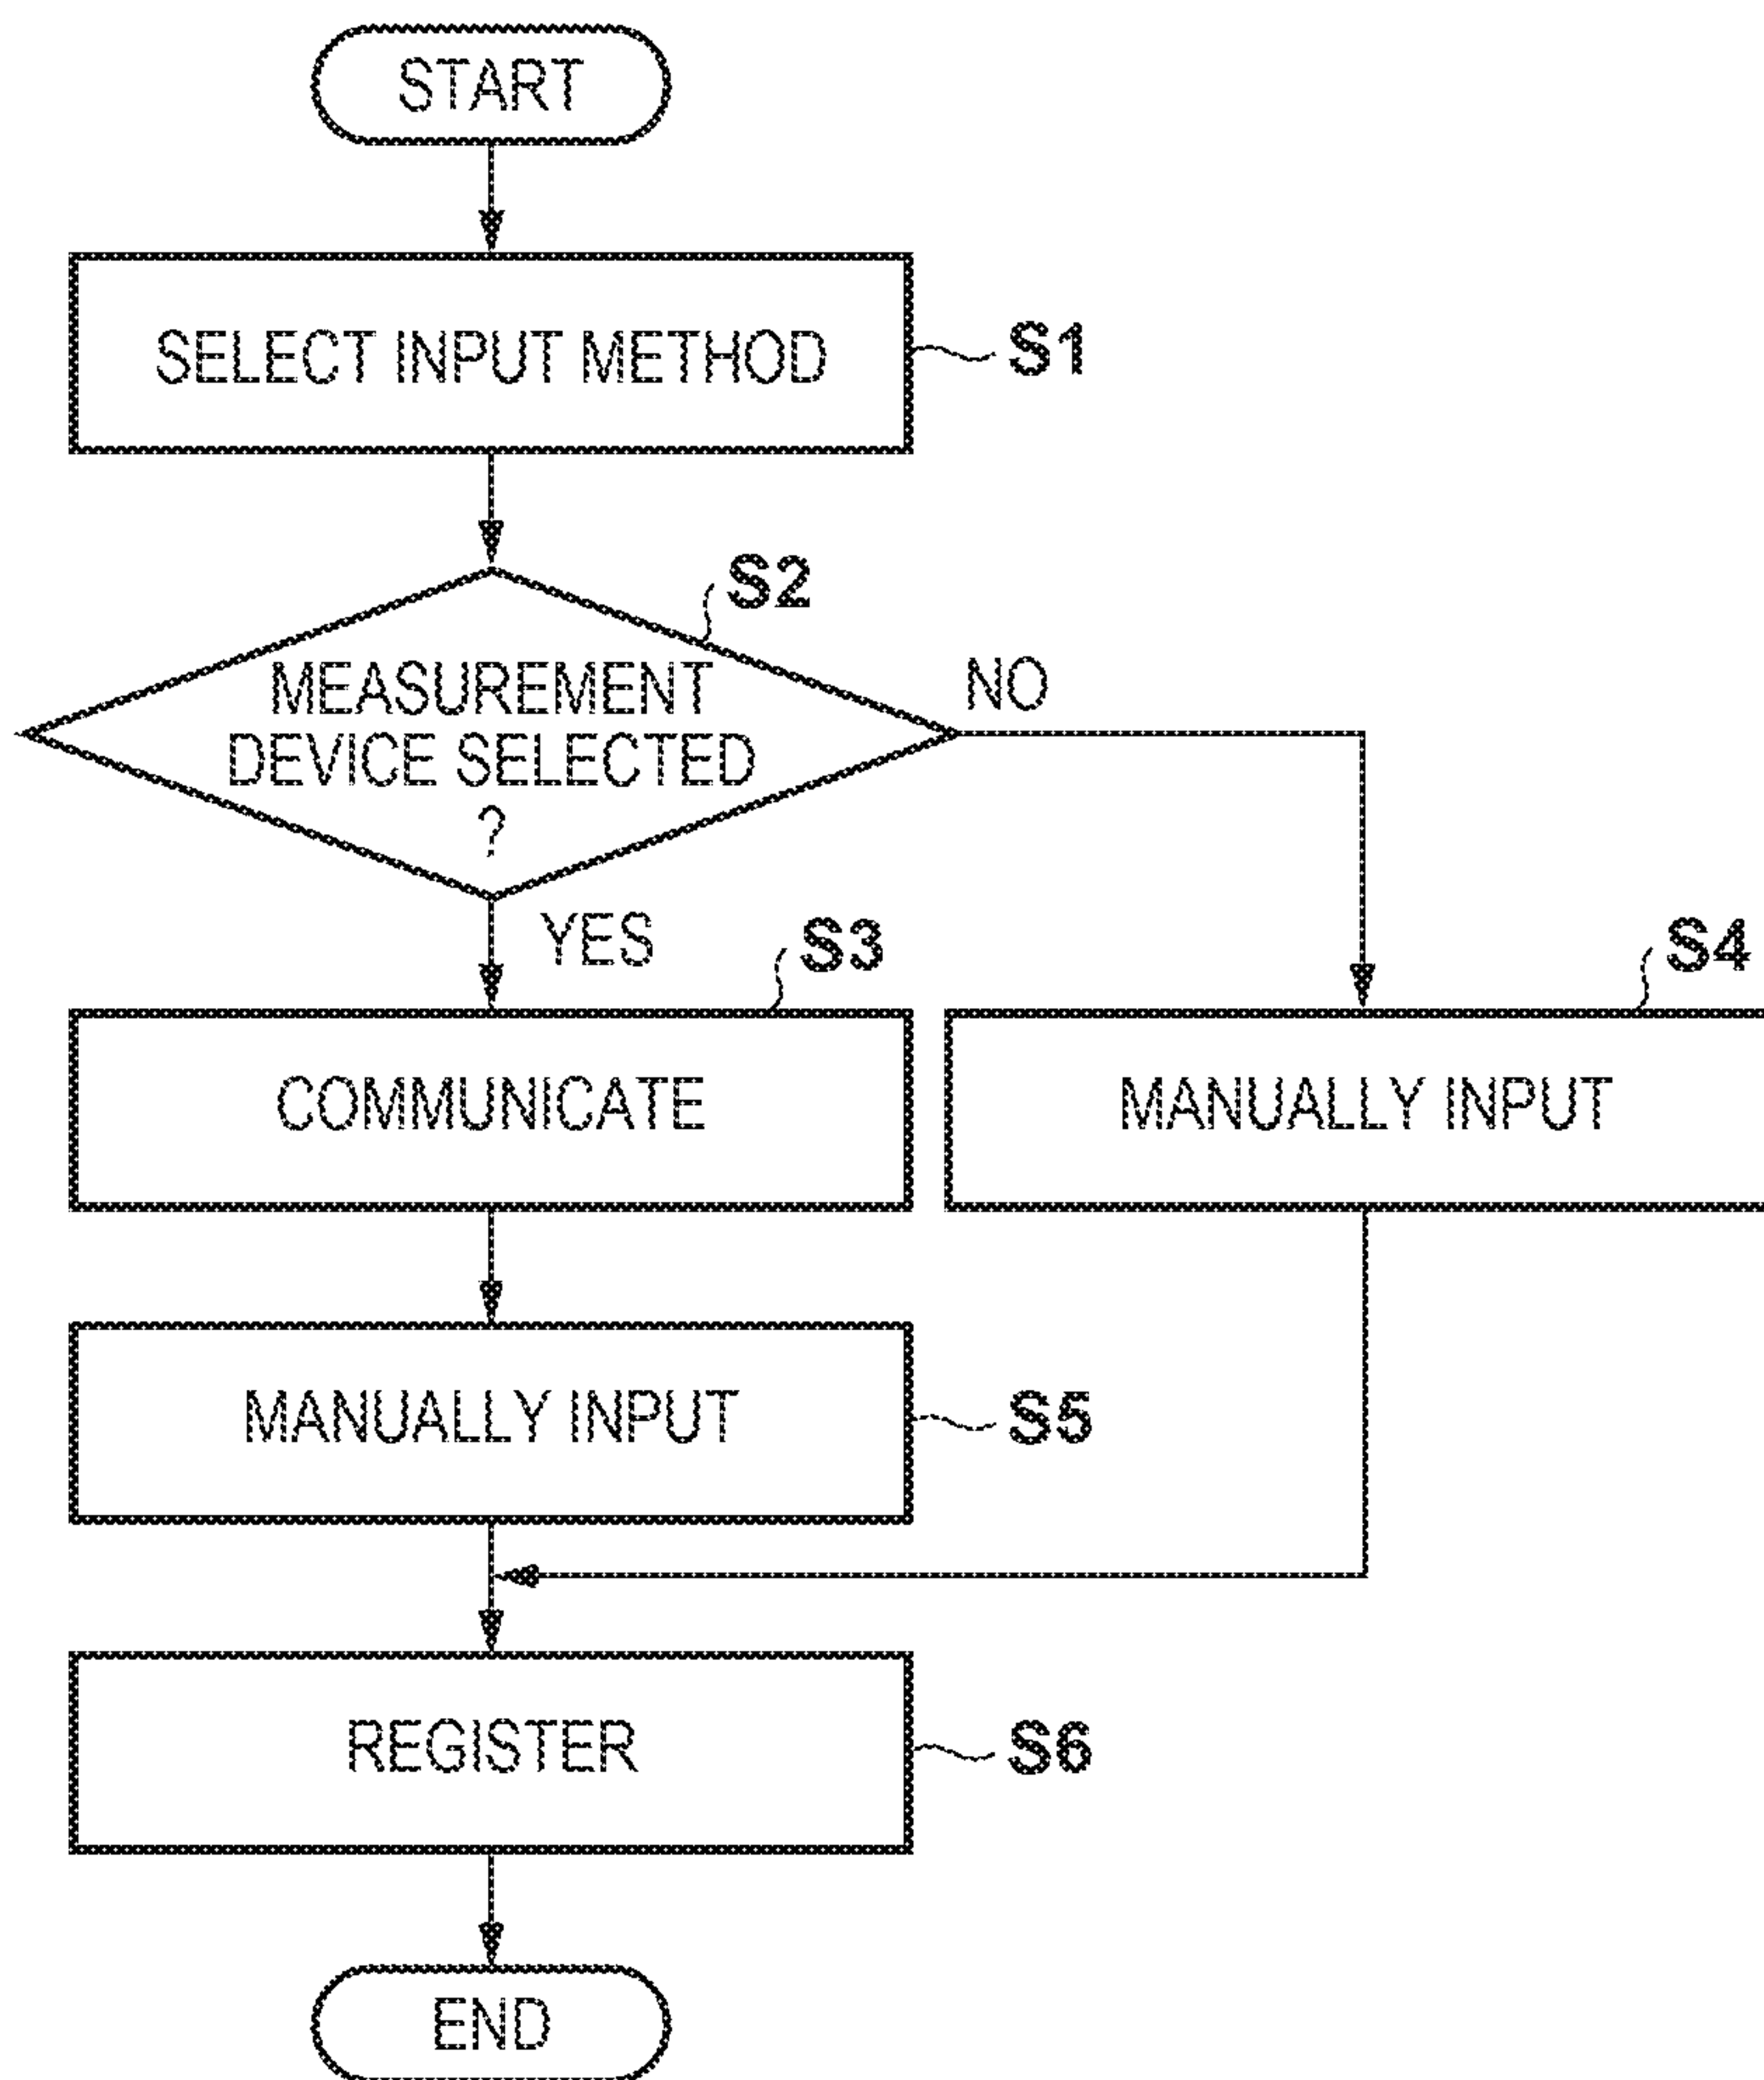 START
SELECT INPUT METHOD
S1
S2
MEASUREMENT
DEVICE SELECTED
?
NO
YES
S3
S4
COMMUNICATE
MANUALLY INPUT
MANUALLY INPUT
S5
REGISTER
S6
END